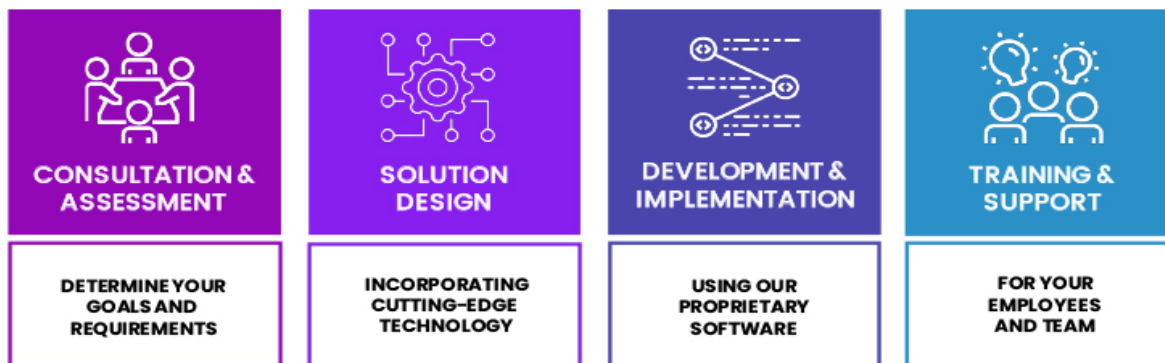 CONSULTATION &
ASSESSMENT
DETERMINE YOUR
GOALS AND
REQUIREMENTS
SOLUTION
DESIGN
INCORPORATING
CUTTING-EDGE
TECHNOLOGY
DEVELOPMENT &
IMPLEMENTATION
USING OUR
PROPRIETARY
SOFTWARE
TRAINING &
SUPPORT
FOR YOUR
EMPLOYEES
AND TEAM